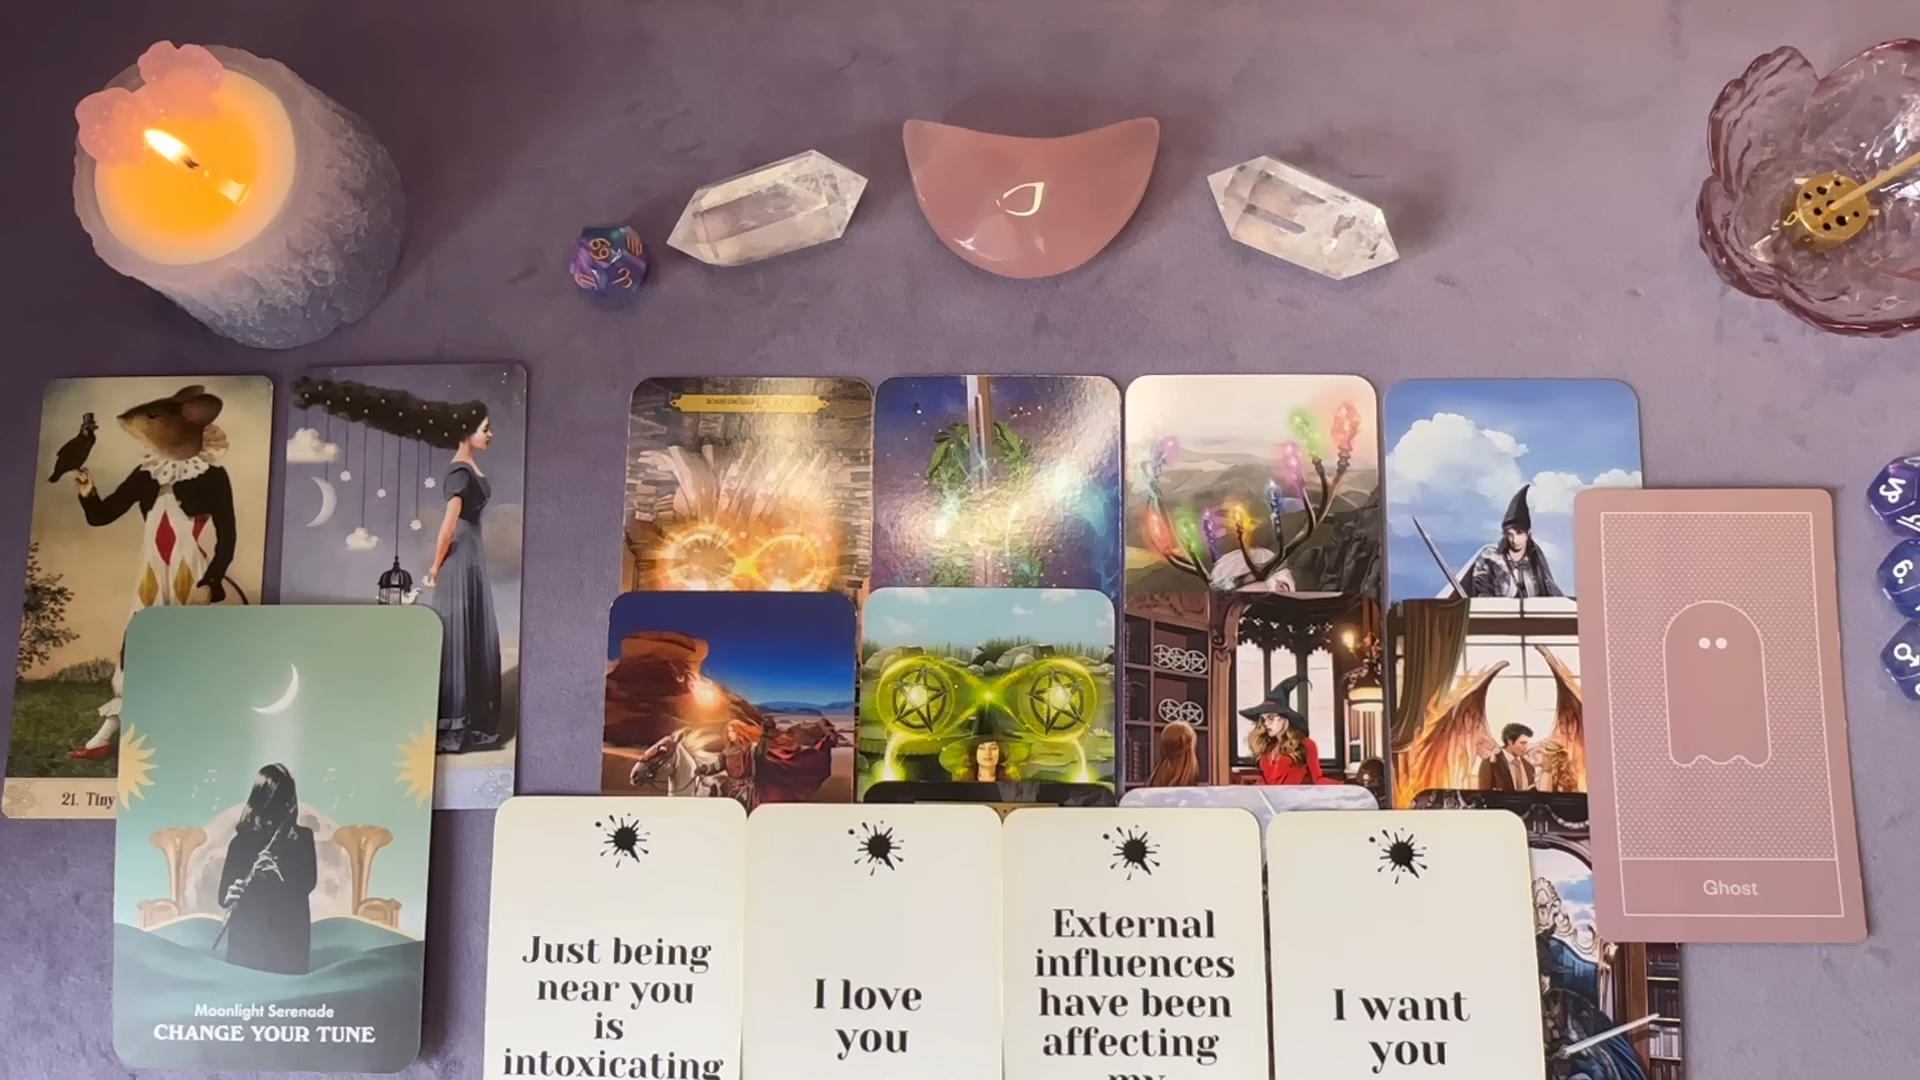 21. Tiny
Moonlight Serenade
CHANGE YOUR TUNE
Just being
near you
is
intoxicating
I love
you
External
influences
have been
affecting
my
I want
you
Ghost